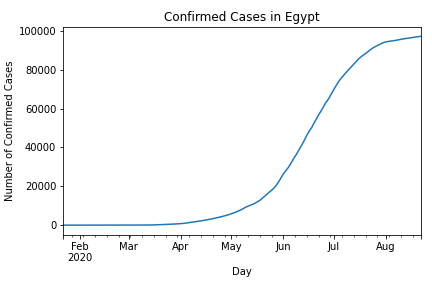 Confirmed Cases in Egypt
Number of Confirmed Cases
100000
80000
60000
40000
20000
0
Feb Mar Apr May Jun Jul Aug
2020
Day